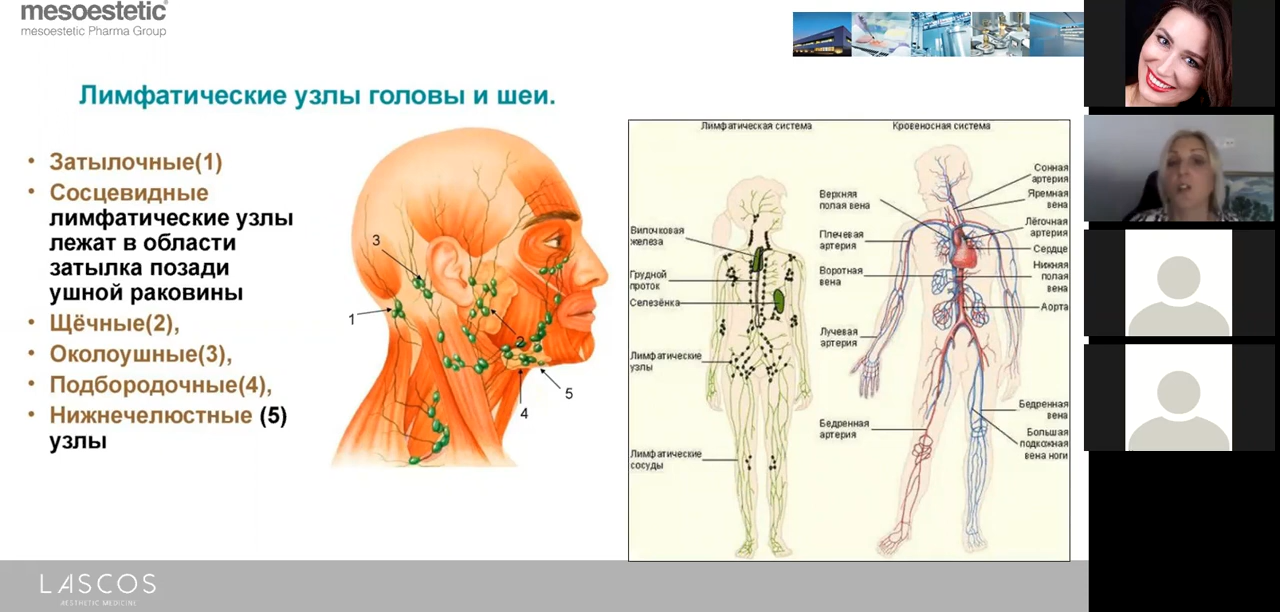 mesoestetic®
mesoestetic Pharma Group
Лимфатические узлы головы и шеи.
• Затылочные(1)
• Сосцевидные
лимфатические узлы
лежат в области
затылка позади
ушной раковины
• Щёчные(2),
• Околоушные(3),
• Подбородочные(4),
• Нижнечелюстные (5)
узлы
3
1
2
4
5
Лимфатическая система
Кровеносная система
Вилочковая
железа
Грудной
проток
Селезёнка
Лимфатические
узлы
Лимфатические
сосуды
Верхняя
полая вена
Плечевая
артерия
Воротная
вена
Лучевая
артерия
Бедренная
артерия
Сонная
артерия
Яремная
вена
Лёгочная
артерия
Сердце
Нижняя
полая
вена
Аорта
Бедренная
вена
Большая
подкожная
вена ноги
LASCOS
AESTHETIC MEDICINE